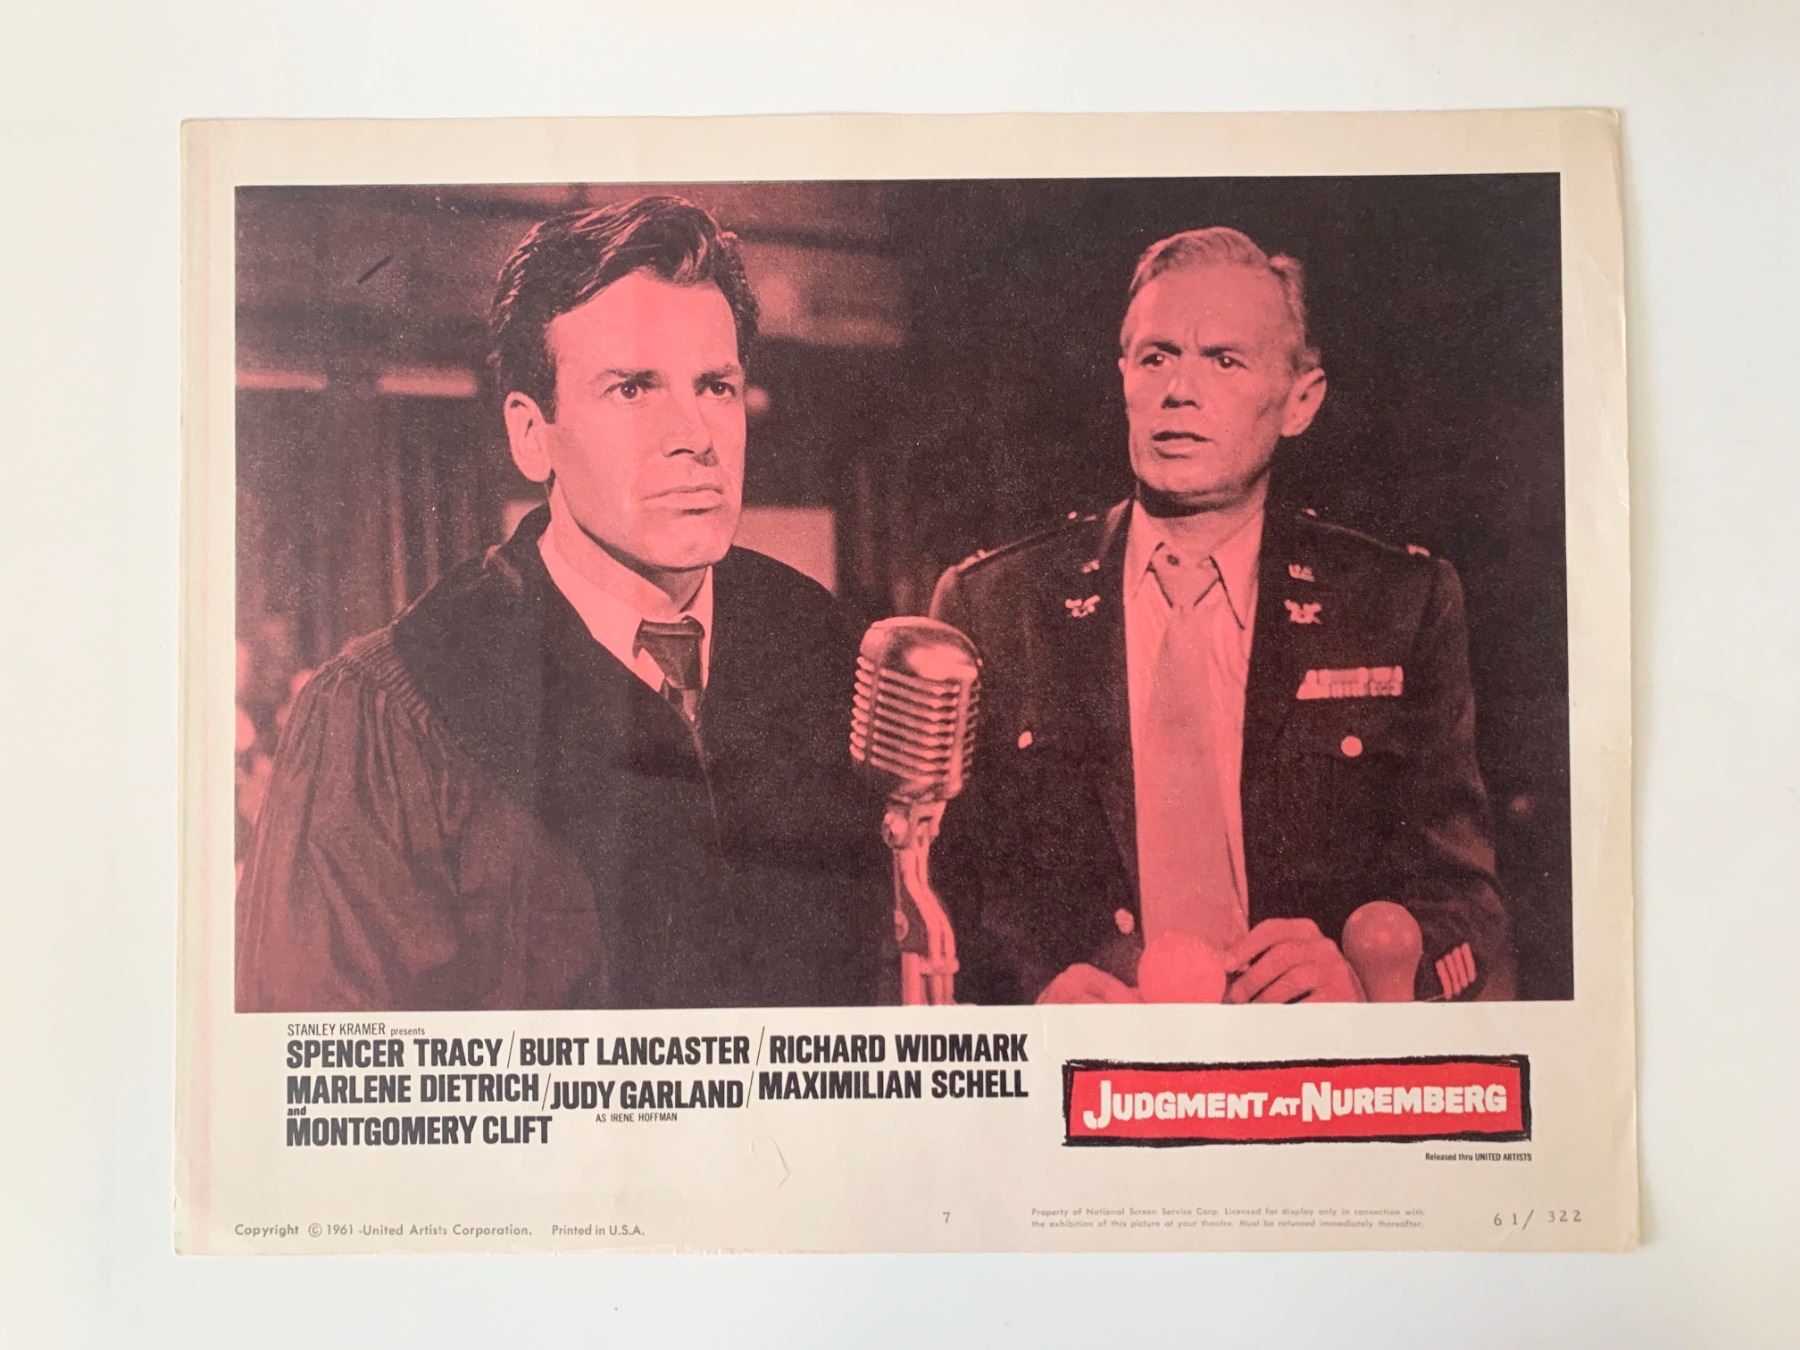 STANLEY KRAMER presents
SPENCER TRACY / BURT LANCASTER / RICHARD WIDMARK
MARLENE DIETRICH / JUDY GARLAND / MAXIMILIAN SCHELL
AS IRENE HOFFMAN
and
MONTGOMERY CLIFT
JUDGMENT AT NUREMBERG
Released thru UNITED ARTISTS
Copyright © 1961 -United Artists Corporation. Printed in U.S.A.
7
Property of National Screen Service Corp. Licensed for display only in connection with
the exhibition of this picture at your theatre. Must be returned immediately thereafter.
61/ 322
U.S.